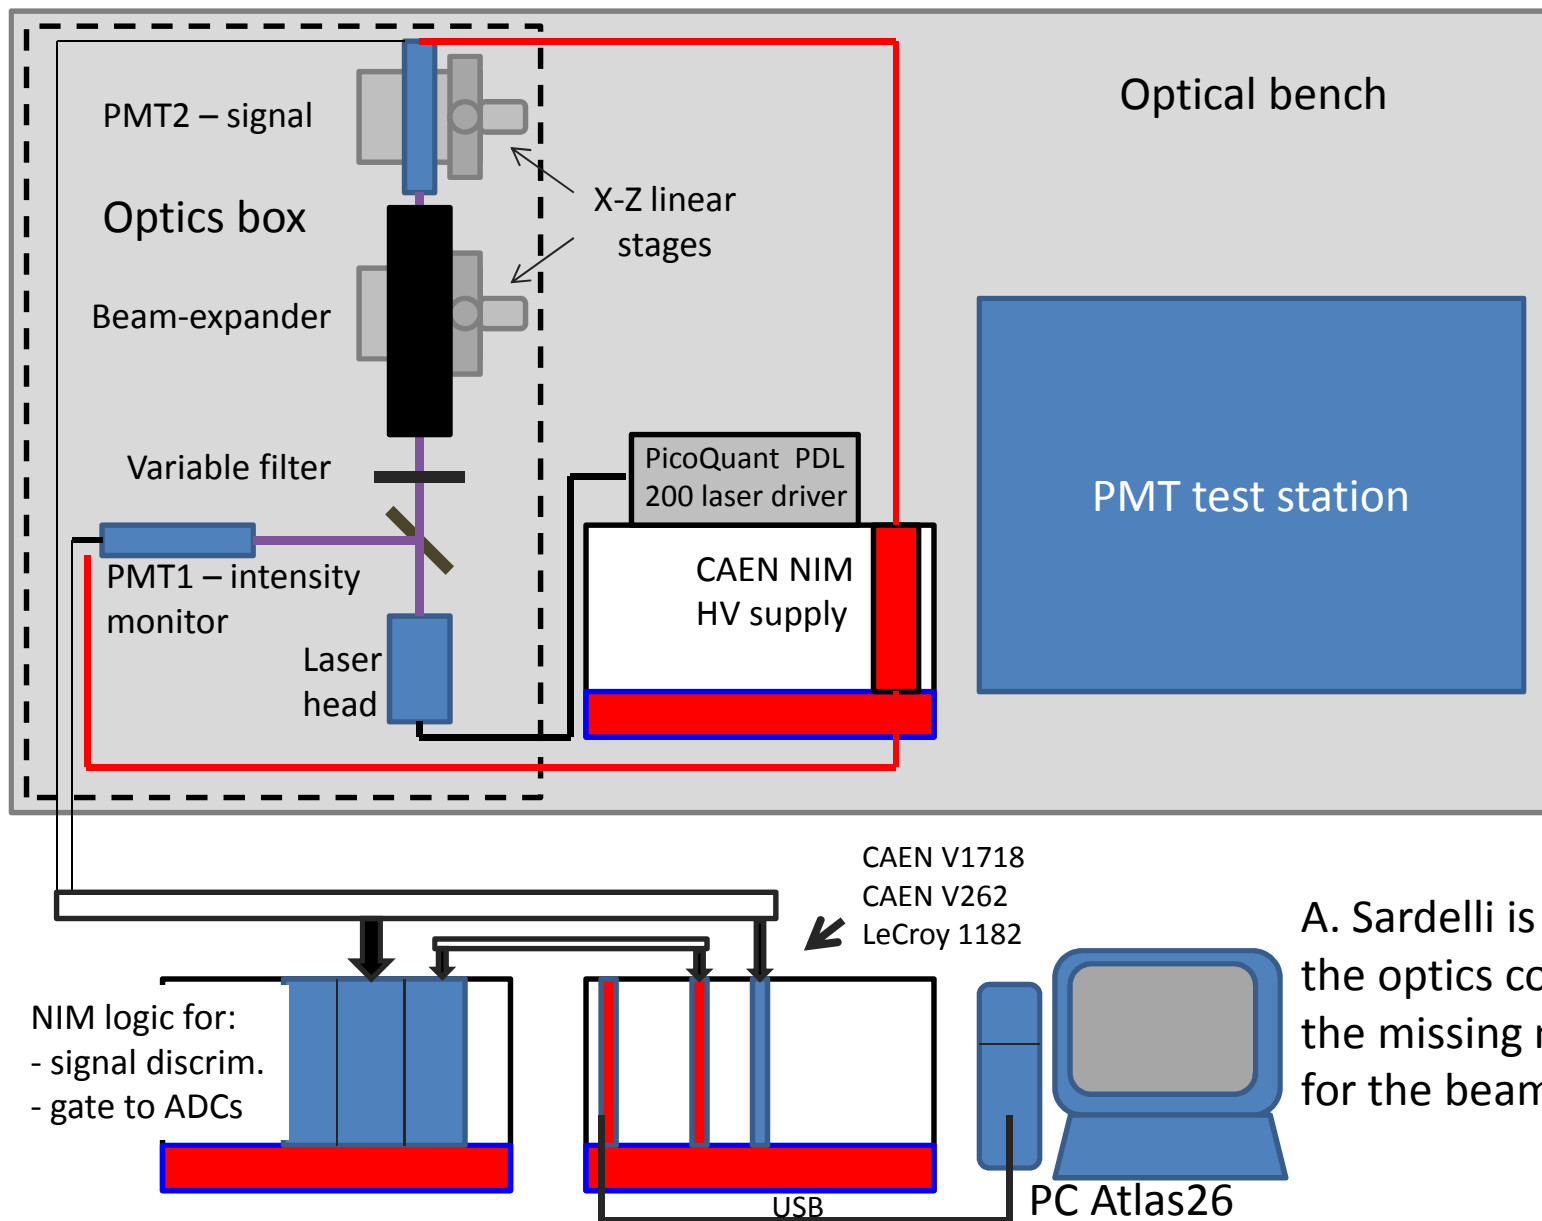 Optical bench
PMT2 – signal
Optics box
X-Z linear
stages
Beam-expander
Variable filter
PicoQuant PDL
200 laser driver
PMT test station
PMT1 – intensity
monitor
CAEN NIM
HV supply
Laser
head
CAEN V1718
CAEN V262
LeCroy 1182
A. Sardelli is
the optics co
the missing
for the beam
NIM logic for:
- signal discrim.
- gate to ADCs
USB
PC Atlas26